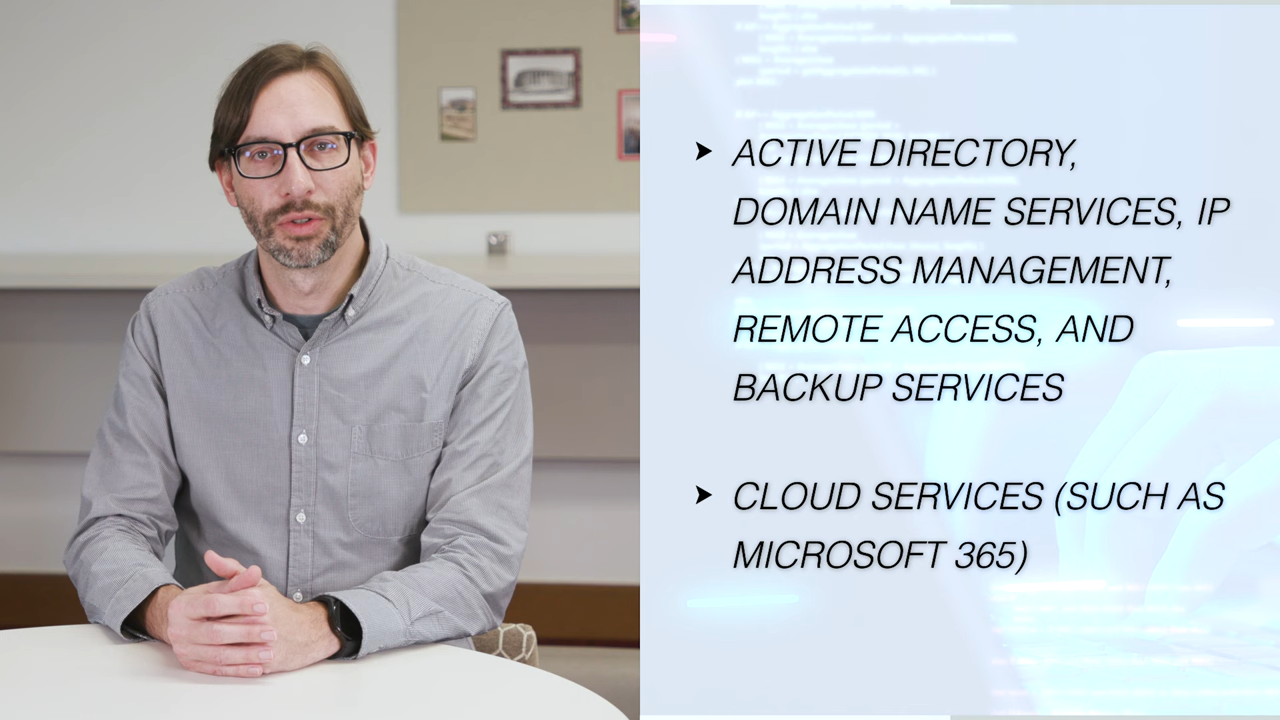 ACTIVE DIRECTORY,
DOMAIN NAME SERVICES, IP
ADDRESS MANAGEMENT,
REMOTE ACCESS, AND
BACKUP SERVICES
CLOUD SERVICES (SUCH AS
MICROSOFT 365)